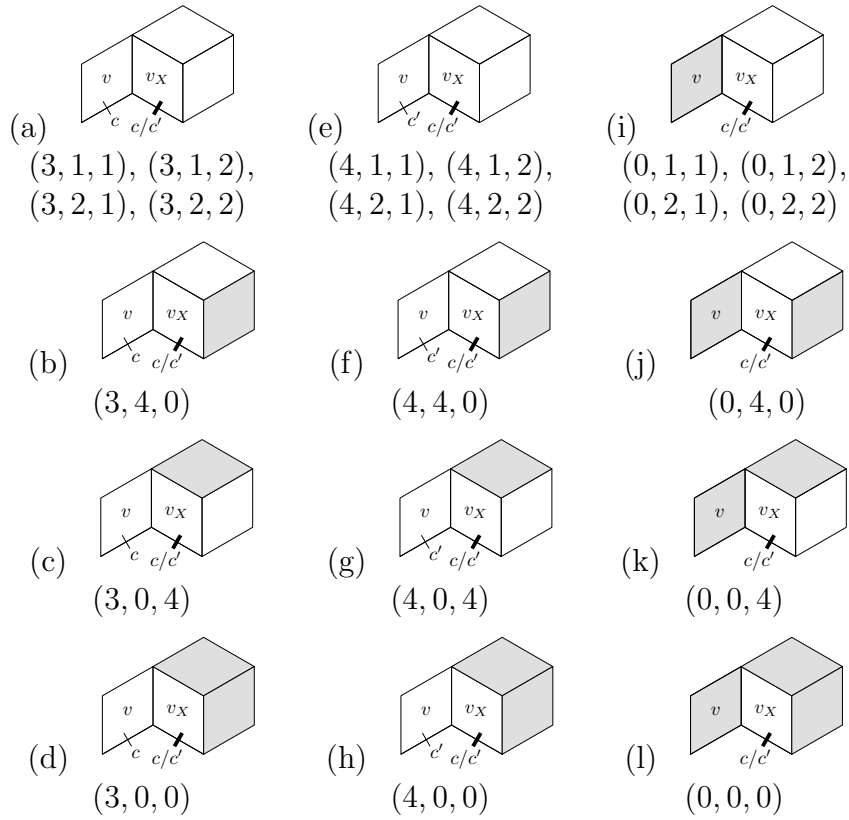 v v_X v v_X v v_X
c c/c′ c′ c/c′ c/c′
(a) (e) (i)
(3, 1, 1), (3, 1, 2), (4, 1, 1), (4, 1, 2), (0, 1, 1), (0, 1, 2),
(3, 2, 1), (3, 2, 2) (4, 2, 1), (4, 2, 2) (0, 2, 1), (0, 2, 2)
v v_X v v_X v v_X
c c/c′ c′ c/c′ c/c′
(b) (f) (j)
(3, 4, 0) (4, 4, 0) (0, 4, 0)
v v_X v v_X v v_X
c c/c′ c′ c/c′ c/c′
(c) (g) (k)
(3, 0, 4) (4, 0, 4) (0, 0, 4)
v v_X v v_X v v_X
c c/c′ c′ c/c′ c/c′
(d) (h) (l)
(3, 0, 0) (4, 0, 0) (0, 0, 0)